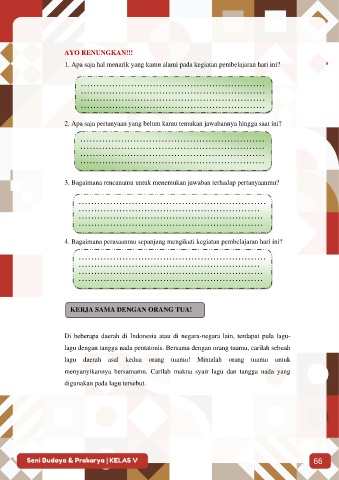 AYO RENUNGKAN!!!
1. Apa saja hal menarik yang kamu alami pada kegiatan pembelajaran hari ini?
2. Apa saja pertanyaan yang belum kamu temukan jawabannya hingga saat ini?
3. Bagaimana rencanamu untuk menemukan jawaban terhadap pertanyaanmu?
4. Bagaimana perasaanmu sepanjang mengikuti kegiatan pembelajaran hari ini?
KERJA SAMA DENGAN ORANG TUA!
Di beberapa daerah di Indonesia atau di negara-negara lain, terdapat pula lagu-
lagu dengan tangga nada pentatonis. Bersama dengan orang tuamu, carilah sebuah
lagu daerah asal kedua orang tuamu! Mintalah orang tuamu untuk
menyanyikannya bersamamu. Carilah makna syair lagu dan tangga nada yang
digunakan pada lagu tersebut.
Seni Budaya & Prakarya | KELAS V
66